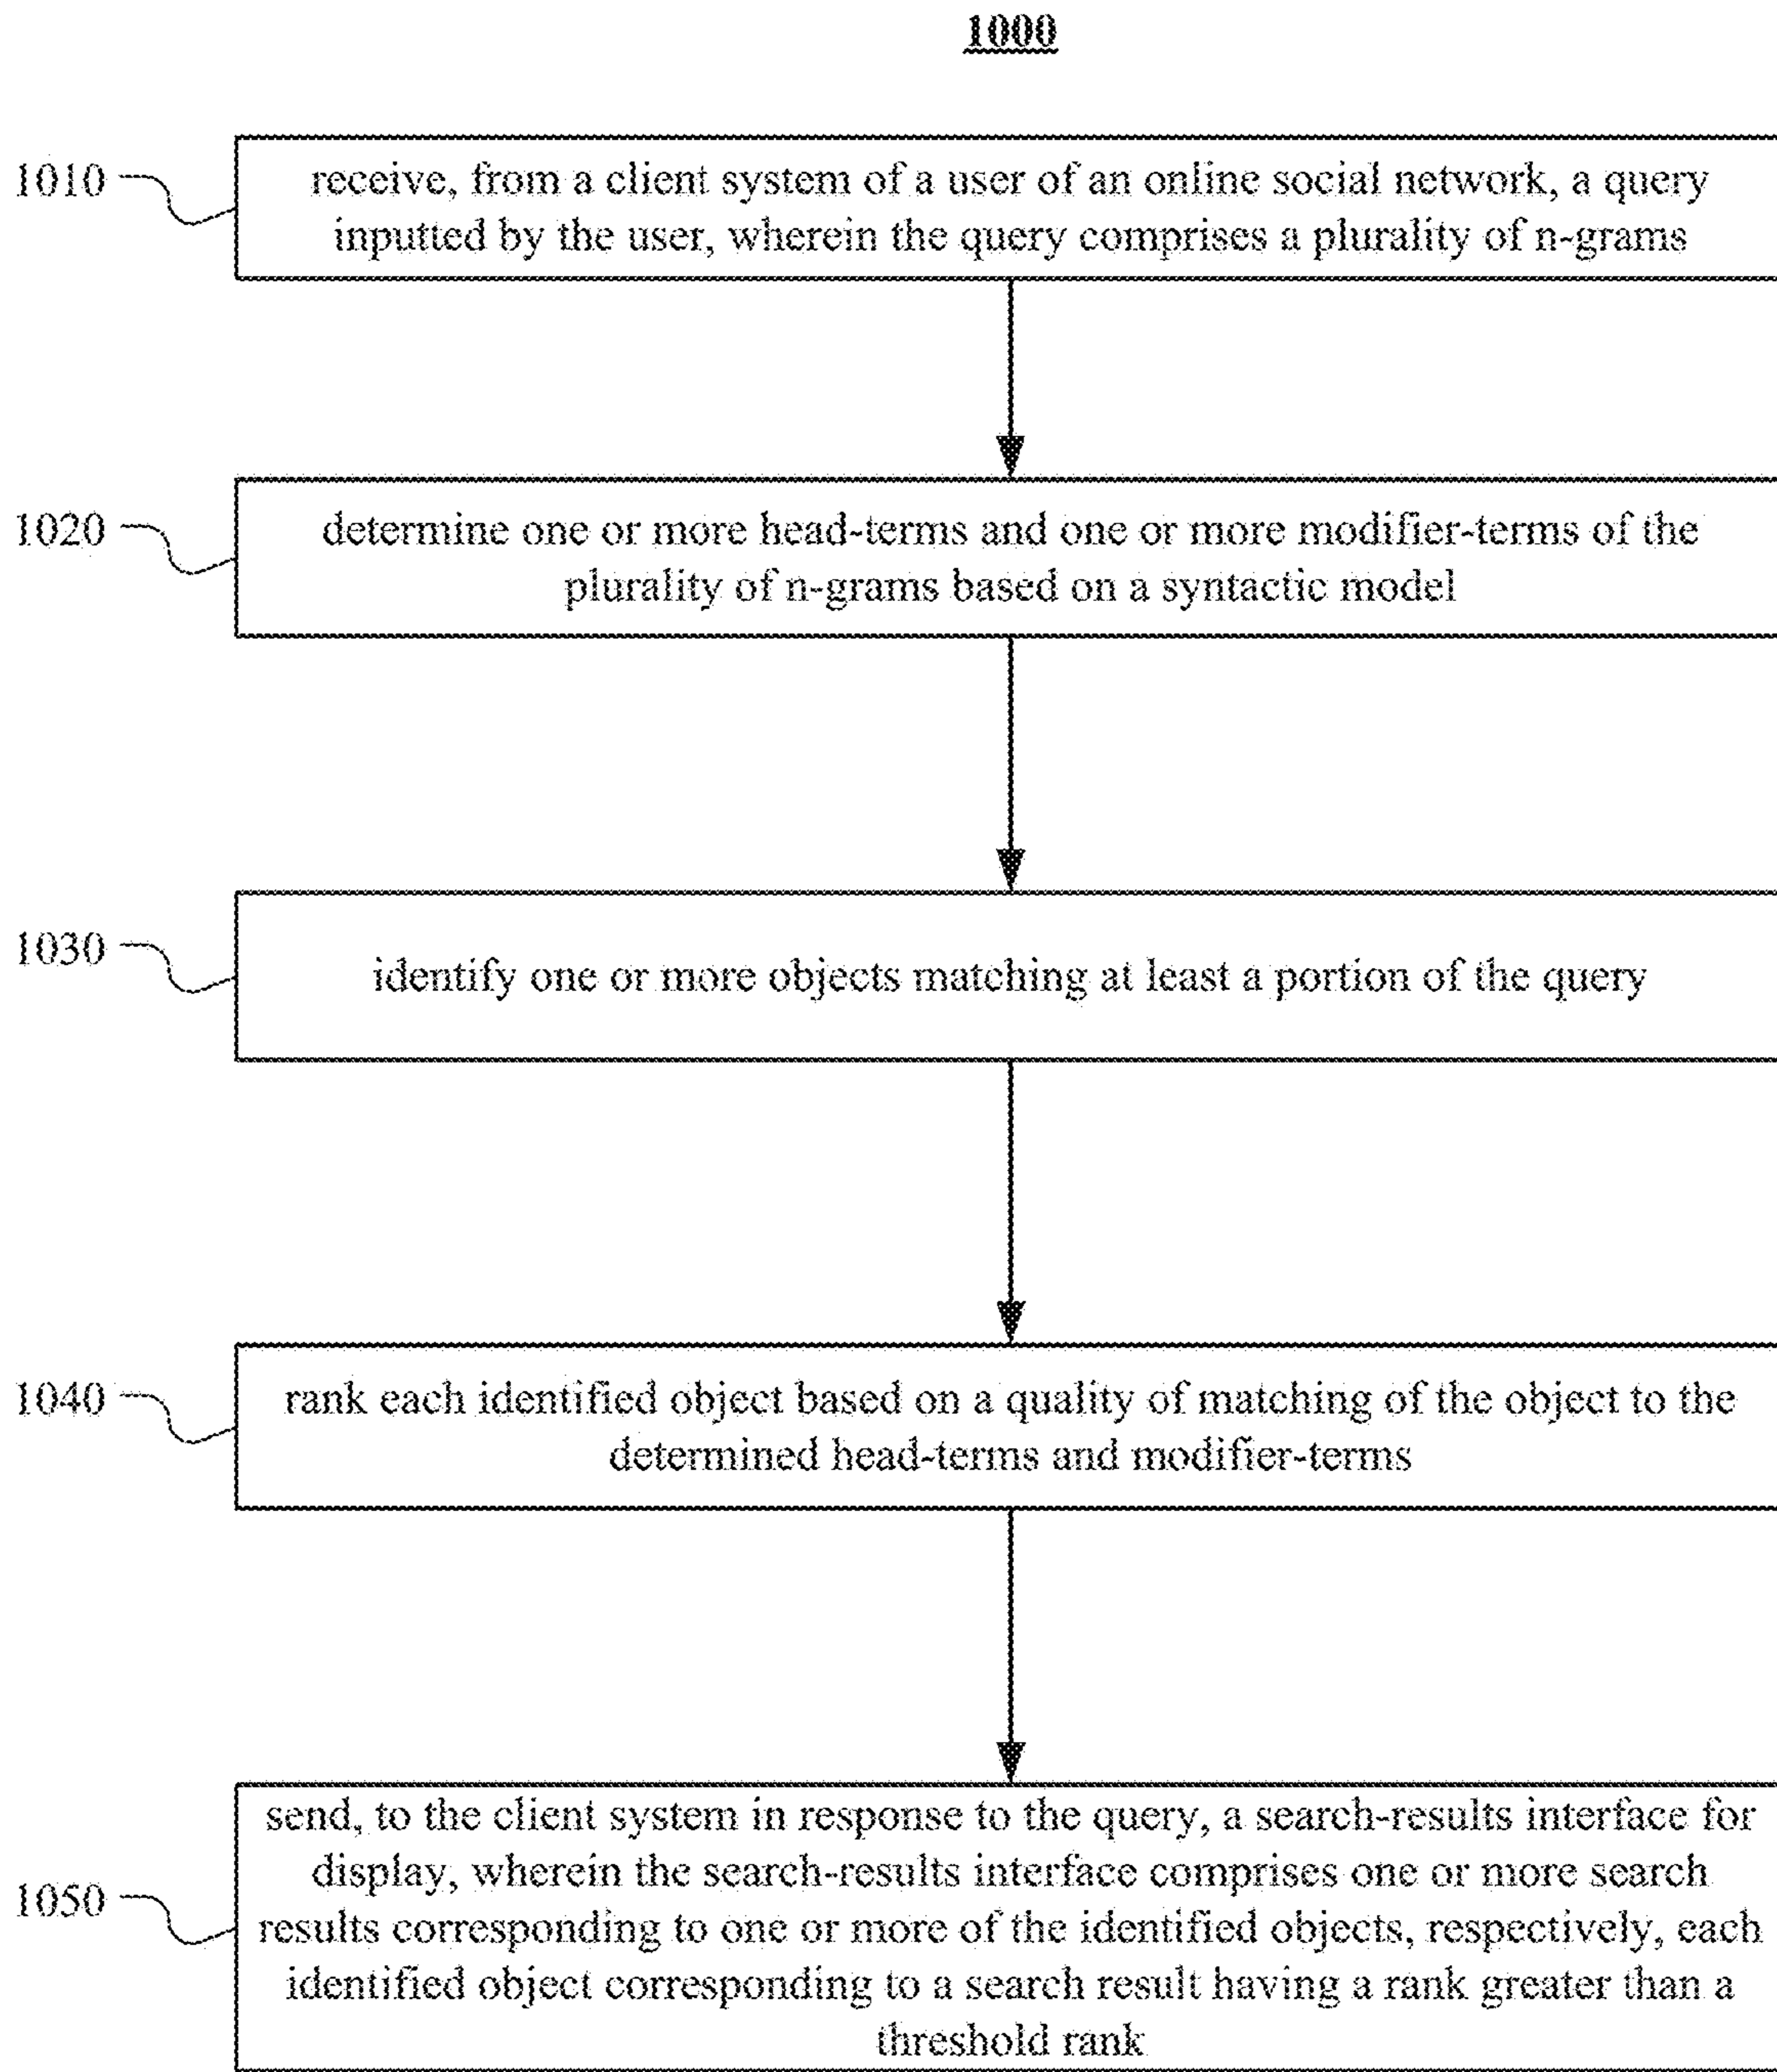 1000
1010
receive, from a client system of a user of an online social network, a query
inputted by the user, wherein the query comprises a plurality of n-grams
1020
determine one or more head-terms and one or more modifier-terms of the
plurality of n-grams based on a syntactic model
1030
identify one or more objects matching at least a portion of the query
1040
rank each identified object based on a quality of matching of the object to the
determined head-terms and modifier-terms
1050
send, to the client system in response to the query, a search-results interface for
display, wherein the search-results interface comprises one or more search
results corresponding to one or more of the identified objects, respectively, each
identified object corresponding to a search result having a rank greater than a
threshold rank